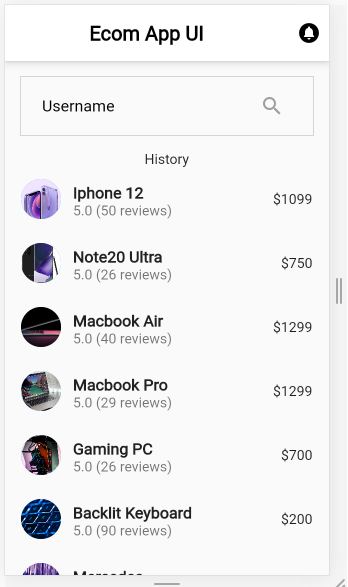 Ecom App UI
Username
History
Iphone 12
5.0 (50 reviews)
$1099
Note20 Ultra
5.0 (26 reviews)
$750
Macbook Air
5.0 (40 reviews)
$1299
Macbook Pro
5.0 (29 reviews)
$1299
Gaming PC
5.0 (26 reviews)
$700
Backlit Keyboard
5.0 (90 reviews)
$200